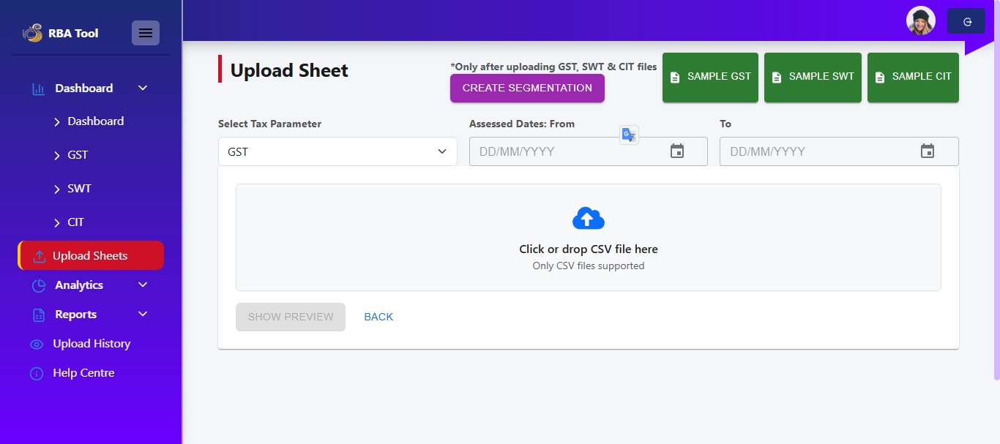 RBA Tool
Dashboard
Dashboard
GST
SWT
CIT
Upload Sheets
Analytics
Reports
Upload History
Help Centre
Upload Sheet
*Only after uploading GST, SWT & CIT files
CREATE SEGMENTATION
SAMPLE GST
SAMPLE SWT
SAMPLE CIT
Select Tax Parameter
Assessed Dates: From
To
GST
DD/MM/YYYY
DD/MM/YYYY
Click or drop CSV file here
Only CSV files supported
SHOW PREVIEW
BACK